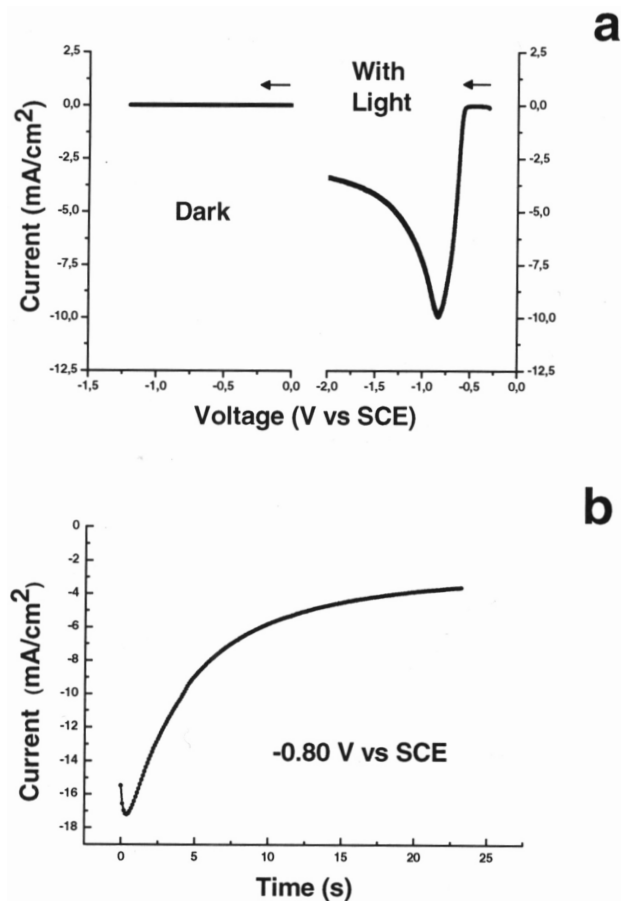 a
2,5
0,0
-2,5
-5,0
-7,5
-10,0
-12,5
Current (mA/cm2)
Dark
With
Light
2,5
0,0
-2,5
-5,0
-7,5
-10,0
-12,5
-1,5 -1,0 -0,5 0,0
-2,0 -1,5 -1,0 -0,5 0,0
Voltage (V vs SCE)
b
0
-2
-4
-6
-8
-10
-12
-14
-16
-18
Current (mA/cm2)
-0.80 V vs SCE
0 5 10 15 20 25
Time (s)